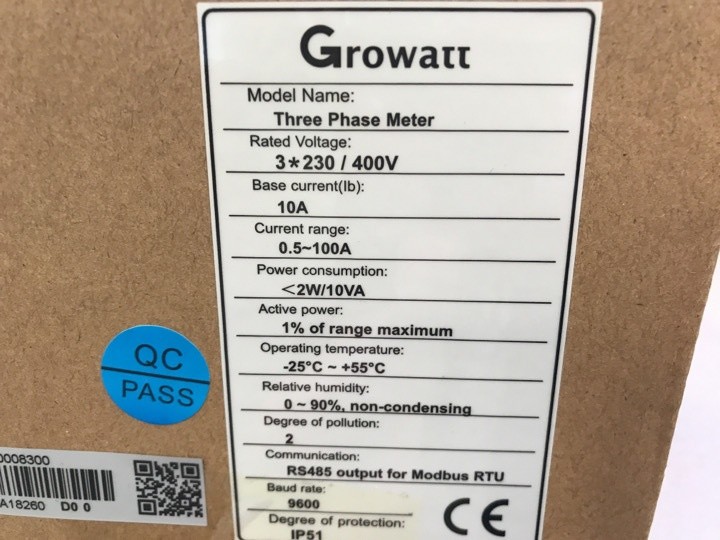 Growatt
Model Name:
Three Phase Meter
Rated Voltage:
3*230 / 400V
Base current(Ib):
10A
Current range:
0.5~100A
Power consumption:
<2W/10VA
Active power:
1% of range maximum
Operating temperature:
-25°C ~ +55°C
Relative humidity:
0 ~ 90%, non-condensing
Degree of pollution:
2
Communication:
RS485 output for Modbus RTU
Baud rate:
9600
Degree of protection:
IP51
CE
QC
PASS
0008300
A18260 D0 0